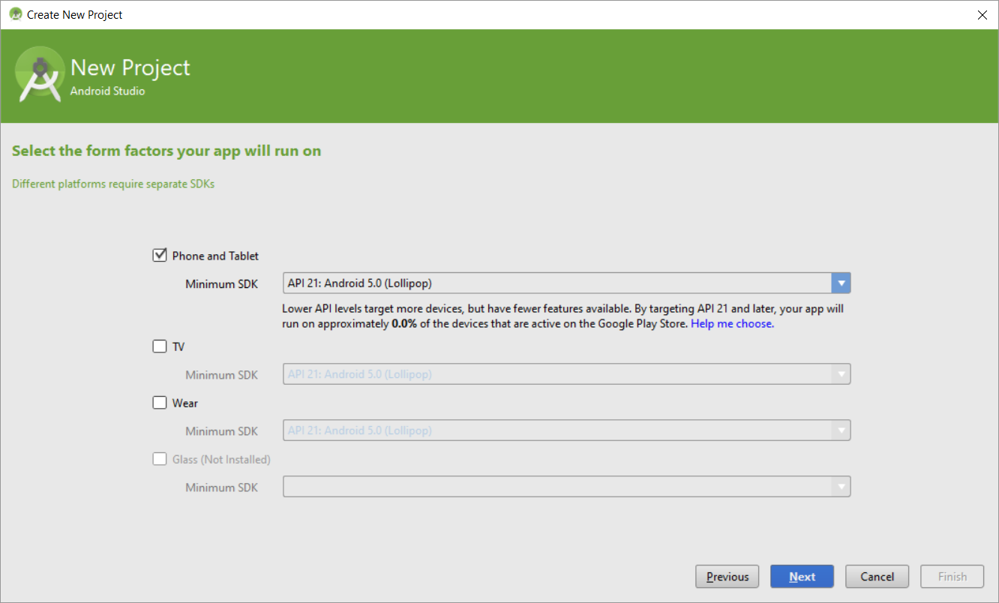 Create New Project
New Project
Android Studio
Select the form factors your app will run on
Different platforms require separate SDKs
Phone and Tablet
Minimum SDK
API 21: Android 5.0 (Lollipop)
Lower API levels target more devices, but have fewer features available. By targeting API 21 and later, your app will
run on approximately 0.0% of the devices that are active on the Google Play Store. Help me choose.
TV
Minimum SDK
API 21: Android 5.0 (Lollipop)
Wear
Minimum SDK
API 21: Android 5.0 (Lollipop)
Glass (Not Installed)
Minimum SDK
Previous
Next
Cancel
Finish